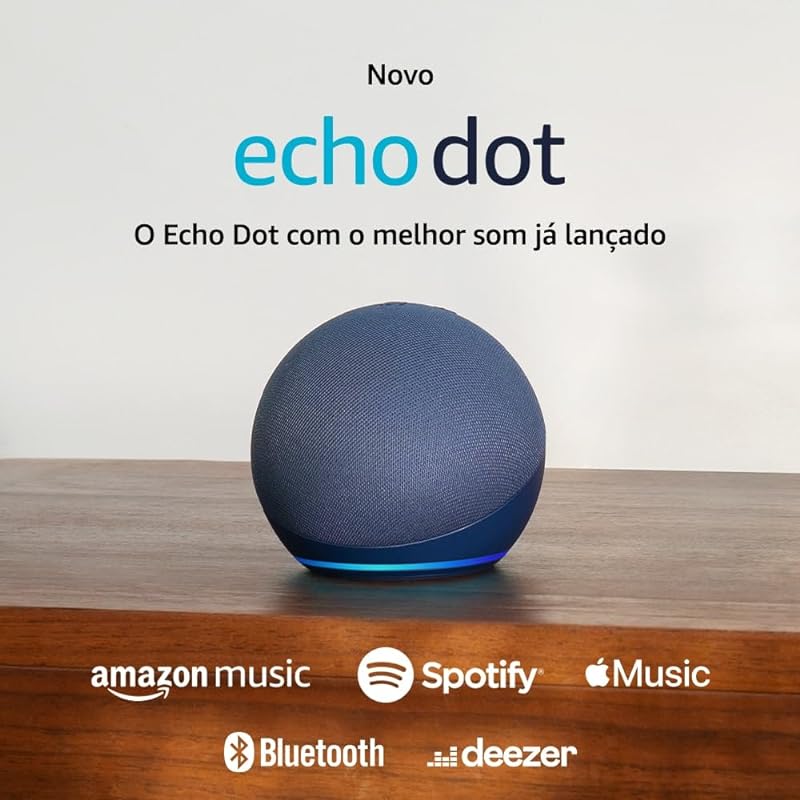 Novo
echo dot
O Echo Dot com o melhor som já lançado
amazon music Spotify Music
Bluetooth deezer